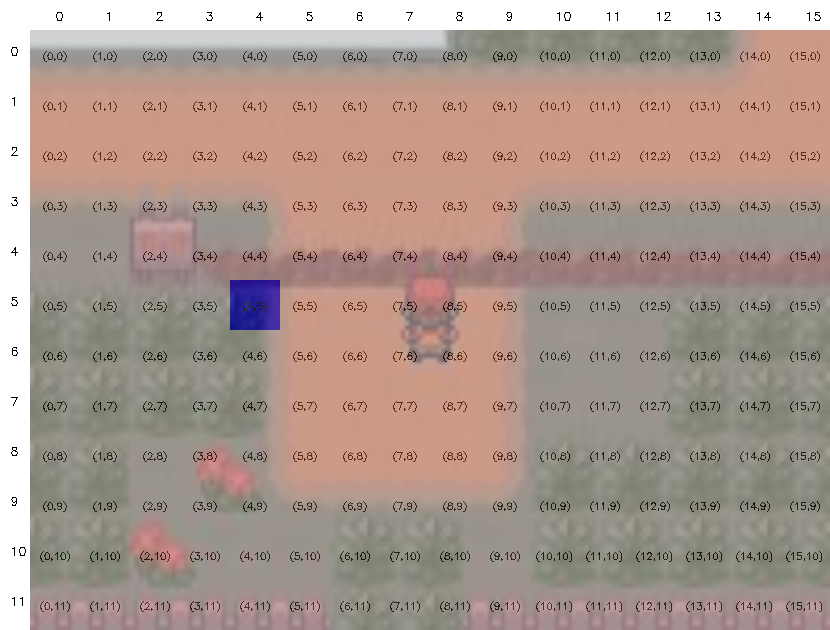 0 1 2 3 4 5 6 7 8 9 10 11 12 13 14 15
0 (0,0) (1,0) (2,0) (3,0) (4,0) (5,0) (6,0) (7,0) (8,0) (9,0) (10,0) (11,0) (12,0) (13,0) (14,0) (15,0)
1 (0,1) (1,1) (2,1) (3,1) (4,1) (5,1) (6,1) (7,1) (8,1) (9,1) (10,1) (11,1) (12,1) (13,1) (14,1) (15,1)
2 (0,2) (1,2) (2,2) (3,2) (4,2) (5,2) (6,2) (7,2) (8,2) (9,2) (10,2) (11,2) (12,2) (13,2) (14,2) (15,2)
3 (0,3) (1,3) (2,3) (3,3) (4,3) (5,3) (6,3) (7,3) (8,3) (9,3) (10,3) (11,3) (12,3) (13,3) (14,3) (15,3)
4 (0,4) (1,4) (2,4) (3,4) (4,4) (5,4) (6,4) (7,4) (8,4) (9,4) (10,4) (11,4) (12,4) (13,4) (14,4) (15,4)
5 (0,5) (1,5) (2,5) (3,5) (4,5) (5,5) (6,5) (7,5) (8,5) (9,5) (10,5) (11,5) (12,5) (13,5) (14,5) (15,5)
6 (0,6) (1,6) (2,6) (3,6) (4,6) (5,6) (6,6) (7,6) (8,6) (9,6) (10,6) (11,6) (12,6) (13,6) (14,6) (15,6)
7 (0,7) (1,7) (2,7) (3,7) (4,7) (5,7) (6,7) (7,7) (8,7) (9,7) (10,7) (11,7) (12,7) (13,7) (14,7) (15,7)
8 (0,8) (1,8) (2,8) (3,8) (4,8) (5,8) (6,8) (7,8) (8,8) (9,8) (10,8) (11,8) (12,8) (13,8) (14,8) (15,8)
9 (0,9) (1,9) (2,9) (3,9) (4,9) (5,9) (6,9) (7,9) (8,9) (9,9) (10,9) (11,9) (12,9) (13,9) (14,9) (15,9)
10 (0,10) (1,10) (2,10) (3,10) (4,10) (5,10) (6,10) (7,10) (8,10) (9,10) (10,10) (11,10) (12,10) (13,10) (14,10) (15,10)
11 (0,11) (1,11) (2,11) (3,11) (4,11) (5,11) (6,11) (7,11) (8,11) (9,11) (10,11) (11,11) (12,11) (13,11) (14,11) (15,11)